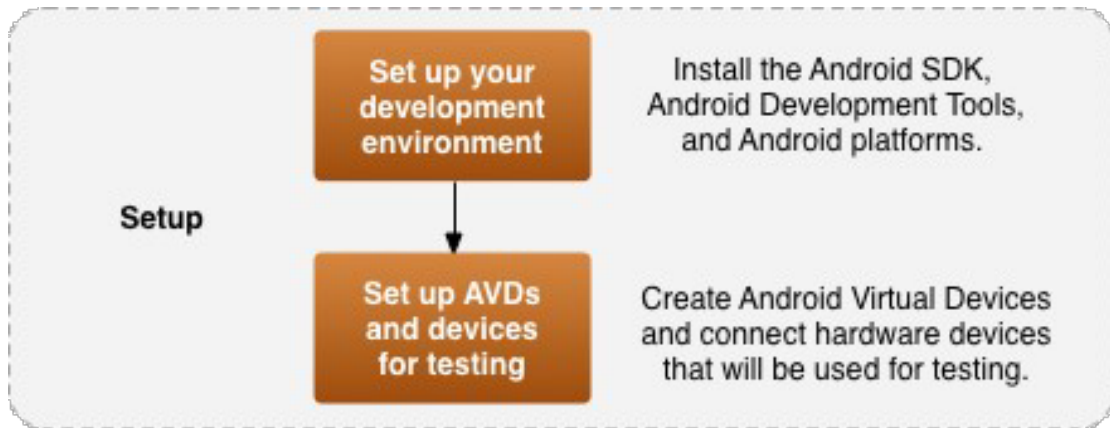 Set up your
development
environment
Install the Android SDK,
Android Development Tools,
and Android platforms.
Setup
Set up AVDs
and devices
for testing
Create Android Virtual Devices
and connect hardware devices
that will be used for testing.